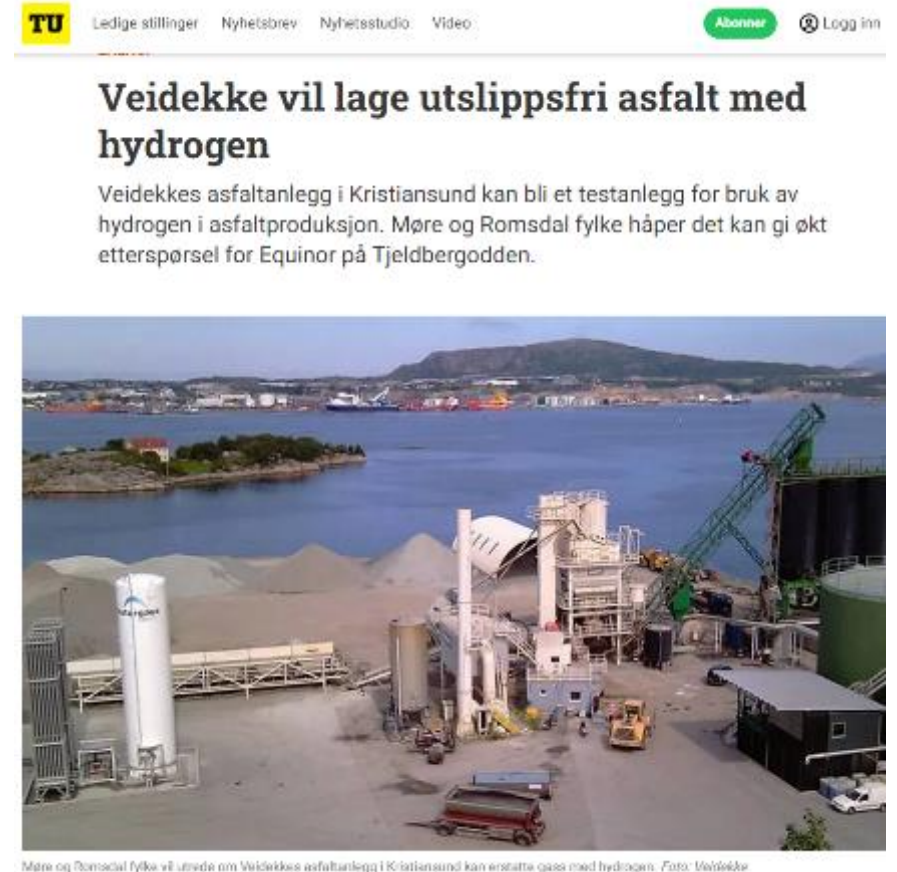 TU Ledige stillinger Nyhetsbrev Nyhetsstudio Video Abonner Logg inn
Veidekke vil lage utslippsfri asfalt med
hydrogen
Veidekkes asfaltanlegg i Kristiansund kan bli et testanlegg for bruk av
hydrogen i asfaltproduksjon. Møre og Romsdal fylke håper det kan gi økt
etterspørsel for Equinor på Tjeldbergodden.
Møre og Romsdal fylke vil utrede om Veidekkes asfaltanlegg i Kristiansund kan erstatte gass med hydrogen. Foto: Veidekke